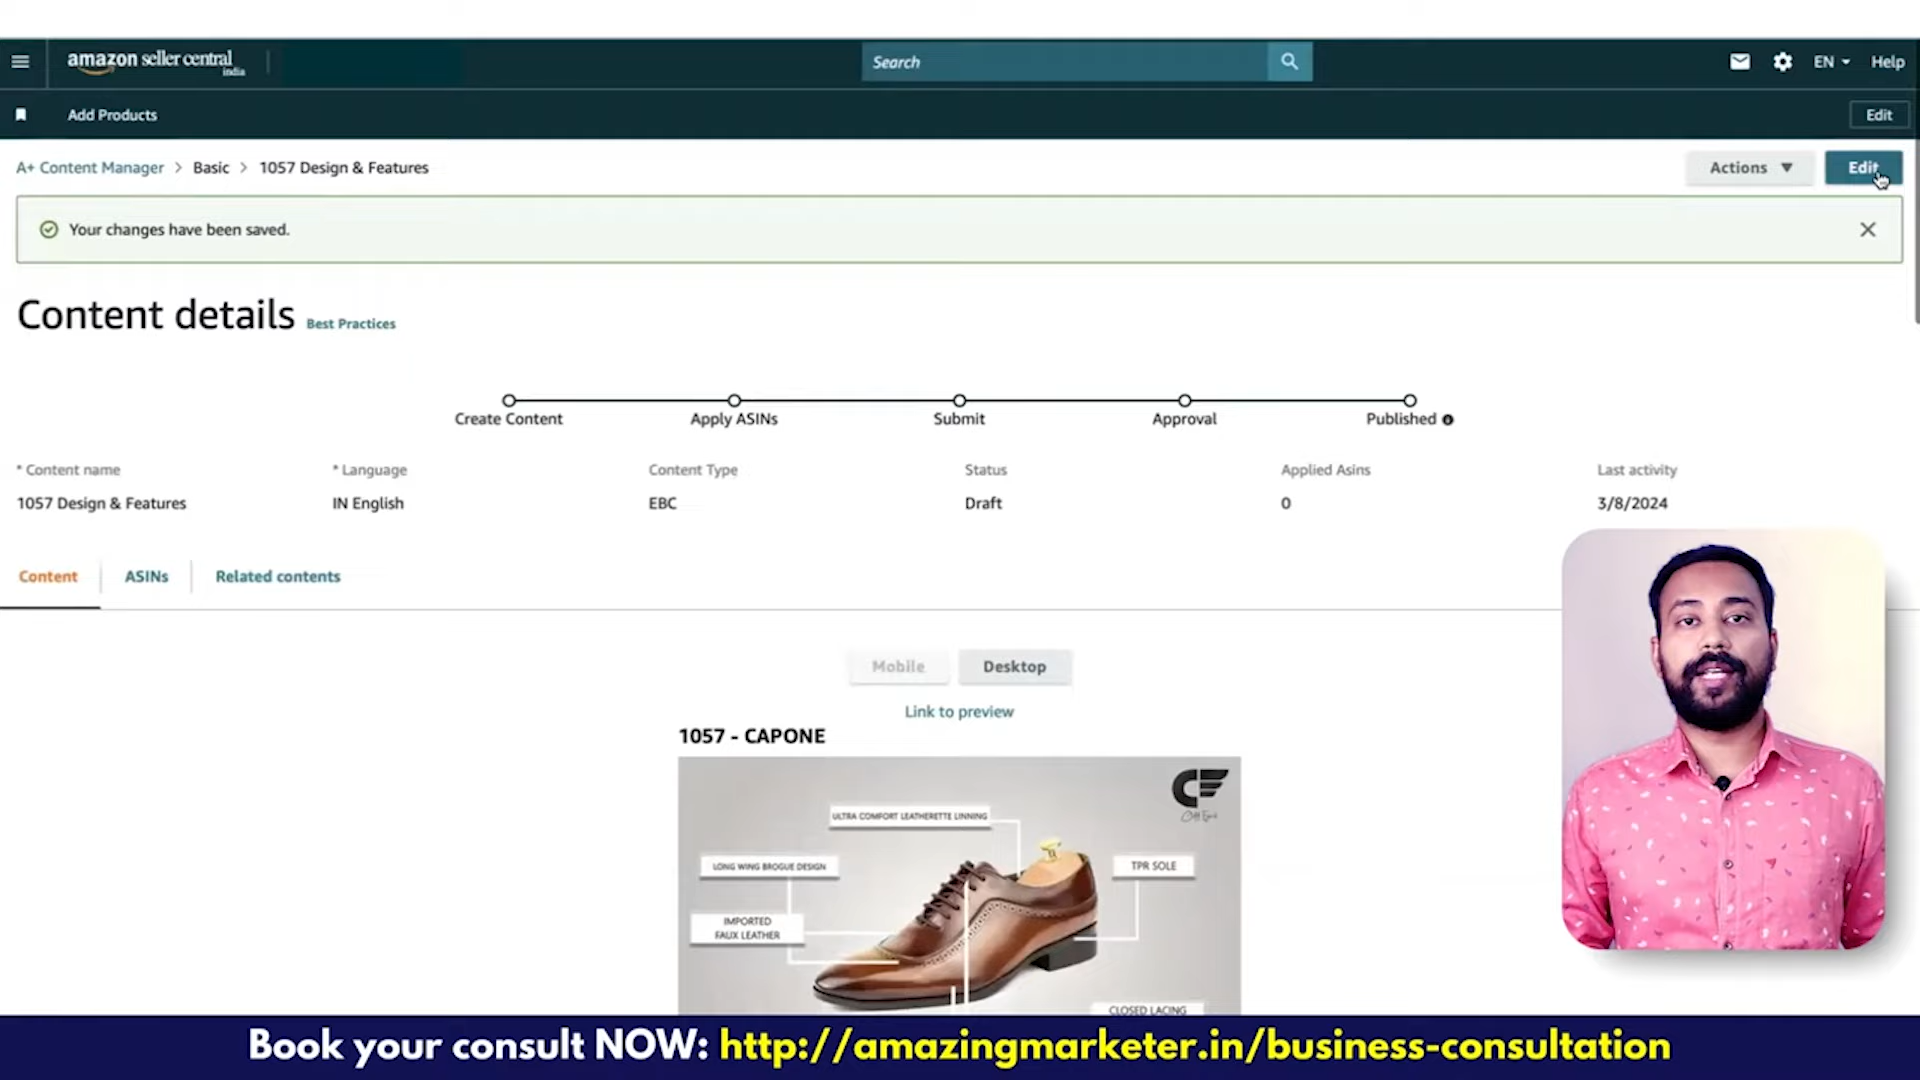 amazon seller central
india
Search
EN
Help
Add Products
Edit
A+ Content Manager > Basic > 1057 Design & Features
Actions
Edit
Your changes have been saved.
Content details Best Practices
Create Content
Apply ASINs
Submit
Approval
Published
* Content name
* Language
Content Type
Status
Applied Asins
Last activity
1057 Design & Features
IN English
EBC
Draft
0
3/8/2024
Content
ASINs
Related contents
Mobile
Desktop
Link to preview
1057 - CAPONE
ULTRA COMFORT LEATHERETTE LINNING
LONG WING BROGUE DESIGN
TPR SOLE
IMPORTED
FAUX LEATHER
CLOSED LACING
Book your consult NOW: http://amazingmarketer.in/business-consultation